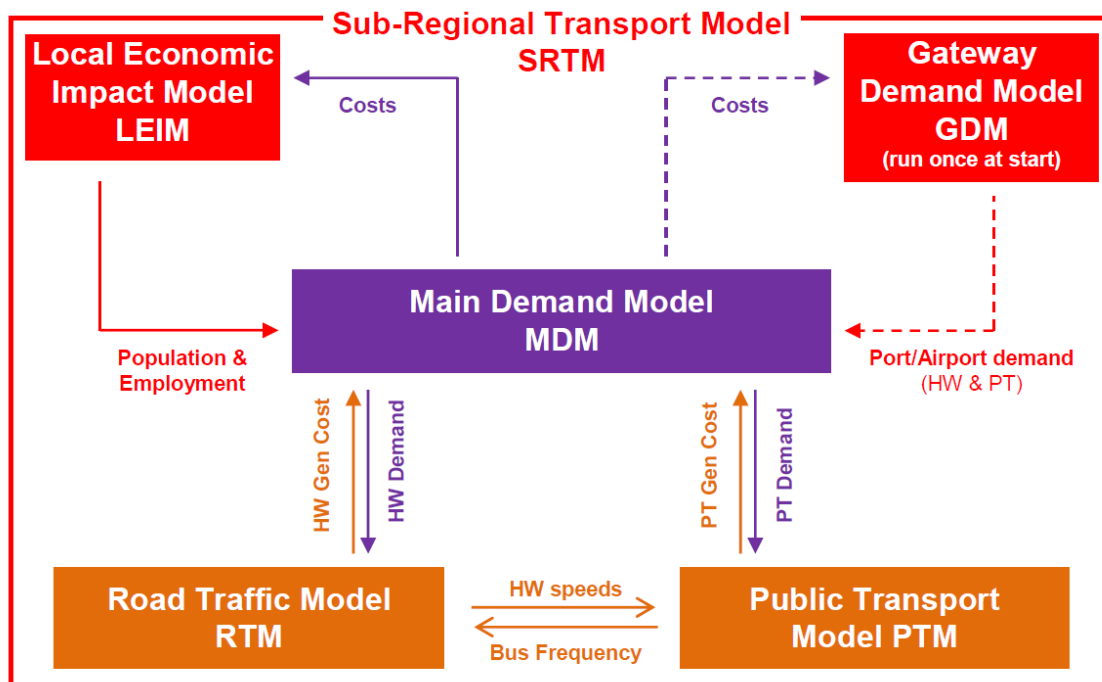 Sub-Regional Transport Model
SRTM
Local Economic
Impact Model
LEIM
Gateway
Demand Model
GDM
(run once at start)
Costs
Costs
Main Demand Model
MDM
Population &
Employment
Port/Airport demand
(HW & PT)
HW Gen Cost
HW Demand
PT Gen Cost
PT Demand
Road Traffic Model
RTM
HW speeds
Bus Frequency
Public Transport
Model PTM